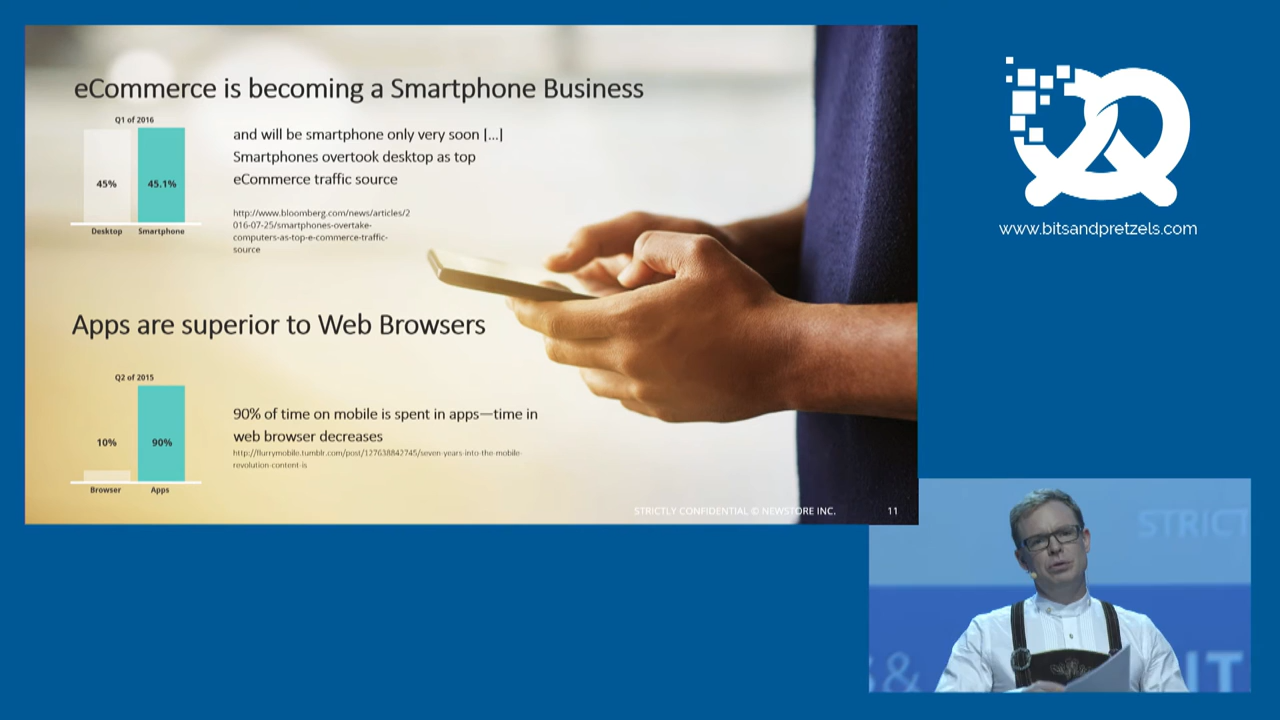 eCommerce is becoming a Smartphone Business
Q1 of 2016
45%
45.1%
Desktop
Smartphone
and will be smartphone only very soon [...]
Smartphones overtook desktop as top
eCommerce traffic source
http://www.bloomberg.com/news/articles/2
016-07-25/smartphones-overtake-
computers-as-top-e-commerce-traffic-
source
Apps are superior to Web Browsers
Q2 of 2015
10%
90%
Browser
Apps
90% of time on mobile is spent in apps—time in
web browser decreases
http://flurrymobile.tumblr.com/post/127638842745/seven-years-into-the-mobile-
revolution-content-is
STRICTLY CONFIDENTIAL © NEWSTORE INC.
11
www.bitsandpretzels.com
STRICT
S&
IT